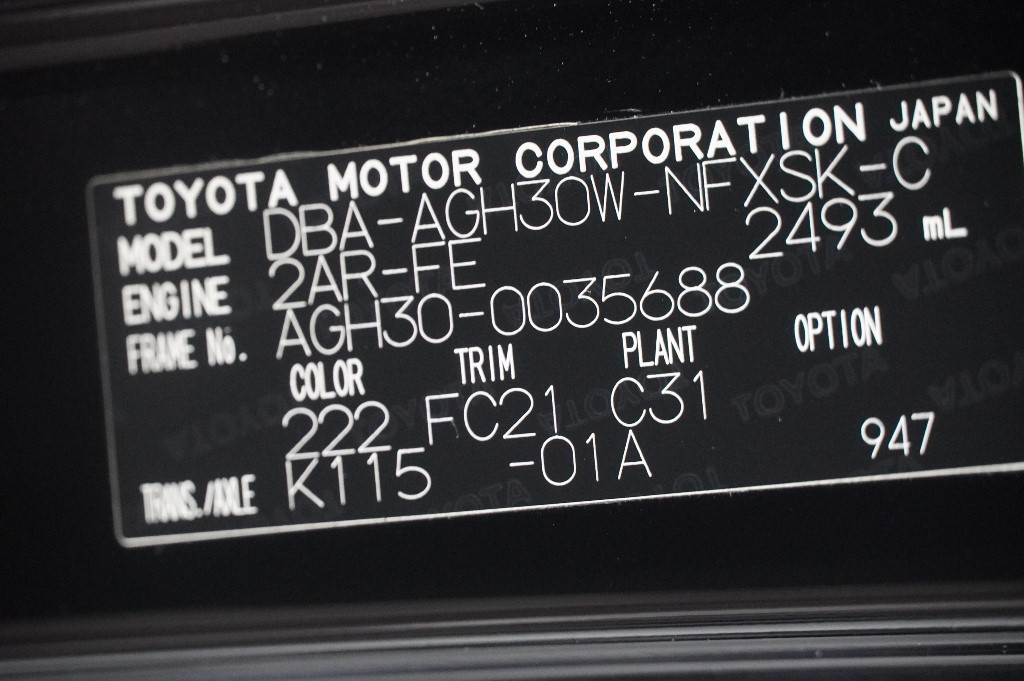 TOYOTA MOTOR CORPORATION JAPAN
MODEL DBA-AGH30W-NFXSK-C
ENGINE 2AR-FE 2493 mL
FRAME No. AGH30-0035688
COLOR TRIM PLANT OPTION
222 FC21 C31
TRANS./AXLE K115 -01A 947